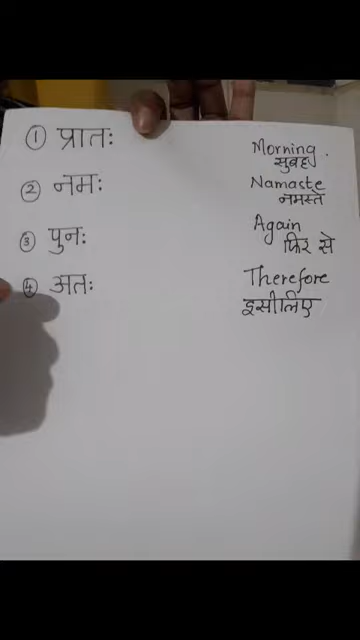 ① प्रातः Morning.
सुबह
② नमः Namaste
नमस्ते
③ पुनः Again
फिर से
④ अतः Therefore
इसीलिए